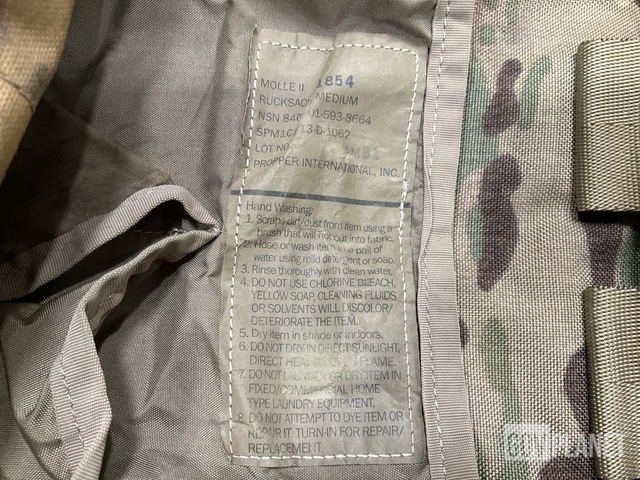 MOLLE II 1854
RUCKSACK MEDIUM
NSN 8465-01-593-8664
SPM1C1-13-D-1062
LOT NO.
PROPPER INTERNATIONAL, INC.
Hand Washing:
1. Scrape dirt/dust from item using a
brush that will not cut into fabric.
2. Hose or wash item in a pail of
water using mild detergent or soap.
3. Rinse thoroughly with clean water.
4. DO NOT USE CHLORINE BLEACH,
YELLOW SOAP, CLEANING FLUIDS
OR SOLVENTS WILL DISCOLOR/
DETERIORATE THE ITEM.
5. Dry item in shade or indoors.
6. DO NOT DRY IN DIRECT SUNLIGHT,
DIRECT HEAT OR OPEN FLAME.
7. DO NOT LAUNDER OR DRY ITEM IN
FIXED/COMMERCIAL HOME
TYPE LAUNDRY EQUIPMENT.
8. DO NOT ATTEMPT TO DYE ITEM OR
REPAIR IT. TURN-IN FOR REPAIR/
REPLACEMENT.
GOVPLANET